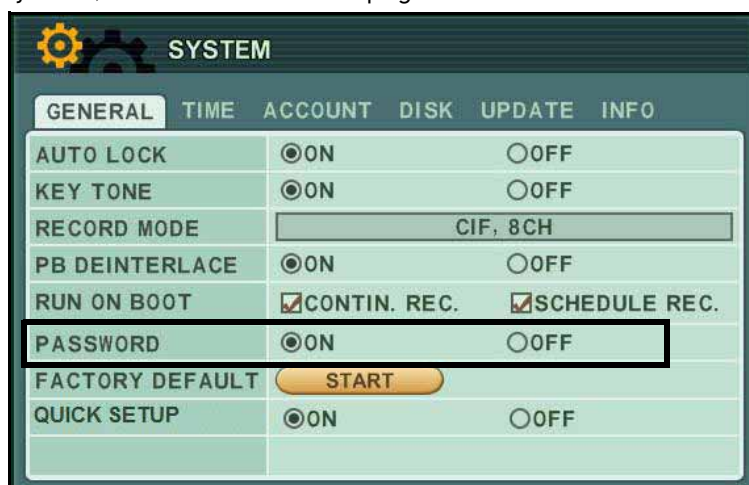 SYSTEM
GENERAL TIME ACCOUNT DISK UPDATE INFO
AUTO LOCK ON OFF
KEY TONE ON OFF
RECORD MODE CIF, 8CH
PB DEINTERLACE ON OFF
RUN ON BOOT CONTIN. REC. SCHEDULE REC.
PASSWORD ON OFF
FACTORY DEFAULT START
QUICK SETUP ON OFF